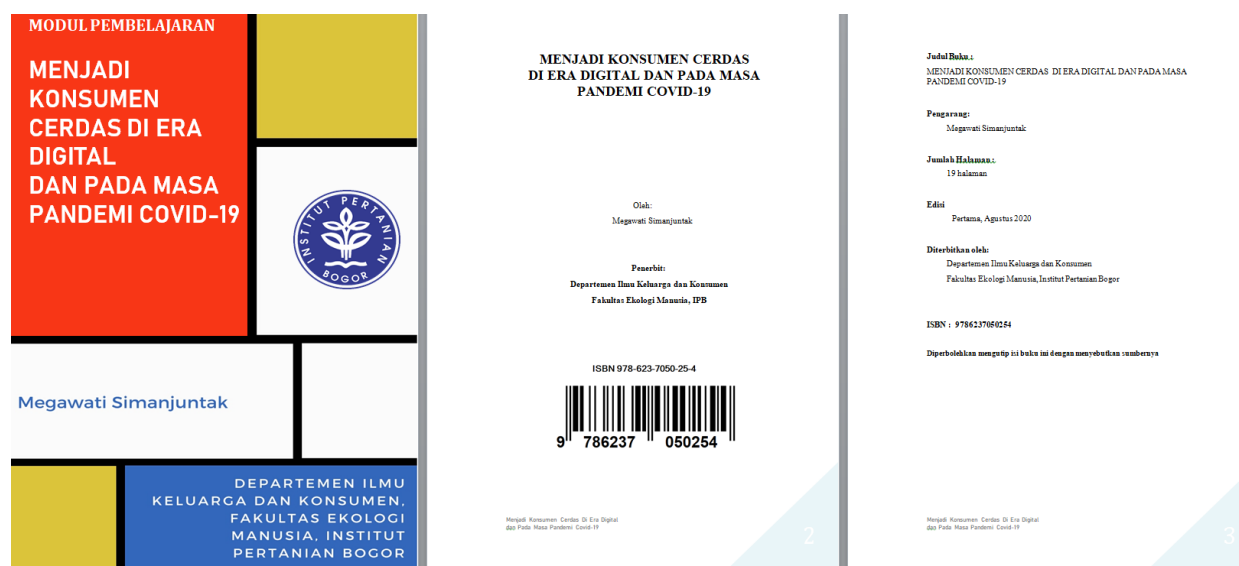 MODUL PEMBELAJARAN
MENJADI
KONSUMEN
CERDAS DI ERA
DIGITAL
DAN PADA MASA
PANDEMI COVID-19
INSTITUT PERTANIAN
BOGOR
Megawati Simanjuntak
DEPARTEMEN ILMU
KELUARGA DAN KONSUMEN,
FAKULTAS EKOLOGI
MANUSIA, INSTITUT
PERTANIAN BOGOR
MENJADI KONSUMEN CERDAS
DI ERA DIGITAL DAN PADA MASA
PANDEMI COVID-19
Oleh:
Megawati Simanjuntak
Penerbit:
Departemen Ilmu Keluarga dan Konsumen
Fakultas Ekologi Manusia, IPB
ISBN 978-623-7050-25-4
9 786237 050254
Menjadi Konsumen Cerdas Di Era Digital
dan Pada Masa Pandemi Covid-19
2
Judul Buku :
MENJADI KONSUMEN CERDAS DI ERA DIGITAL DAN PADA MASA
PANDEMI COVID-19
Pengarang:
Megawati Simanjuntak
Jumlah Halaman :
19 halaman
Edisi
Pertama, Agustus 2020
Diterbitkan oleh:
Departemen Ilmu Keluarga dan Konsumen
Fakultas Ekologi Manusia, Institut Pertanian Bogor
ISBN : 9786237050254
Diperbolehkan mengutip isi buku ini dengan menyebutkan sumbernya
Menjadi Konsumen Cerdas Di Era Digital
dan Pada Masa Pandemi Covid-19
3